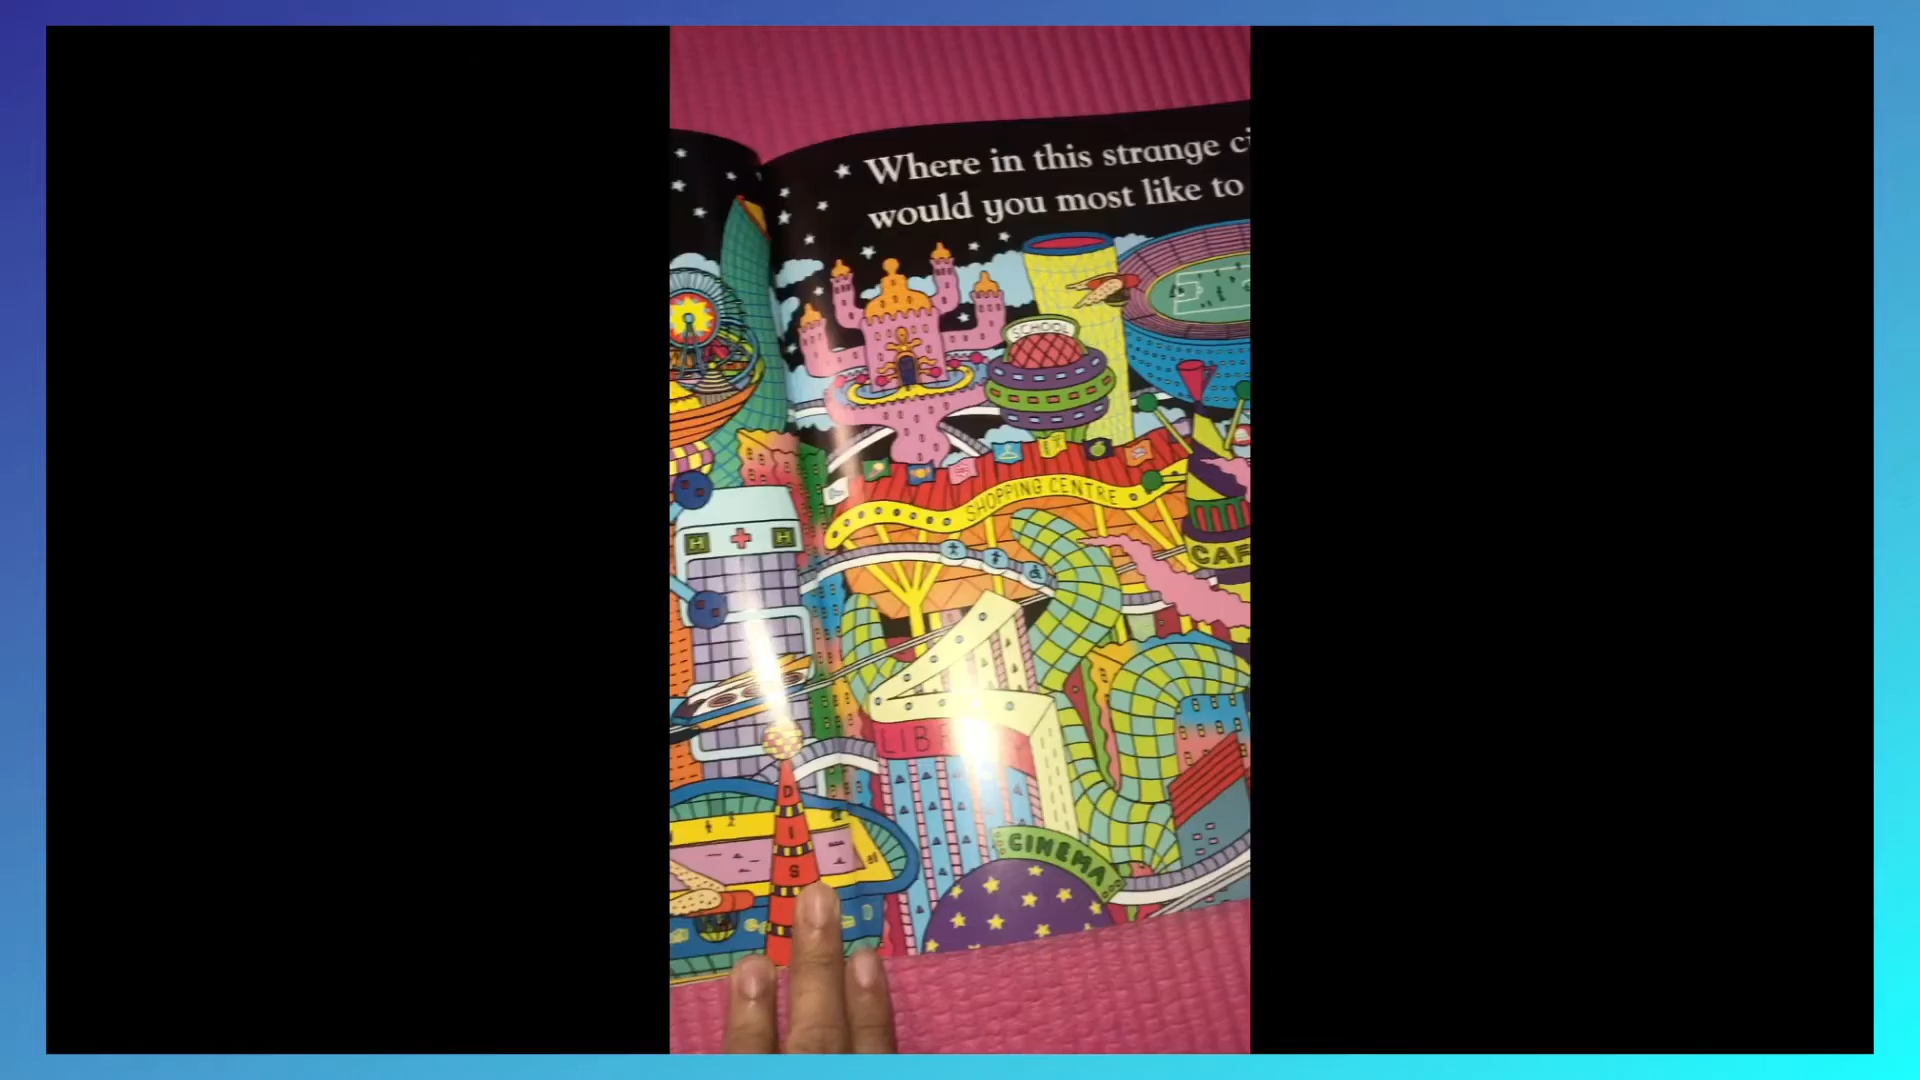 Where in this strange
would you most like to
SCHOOL
SHOPPING CENTRE
H H
CINEMA
D
I
S